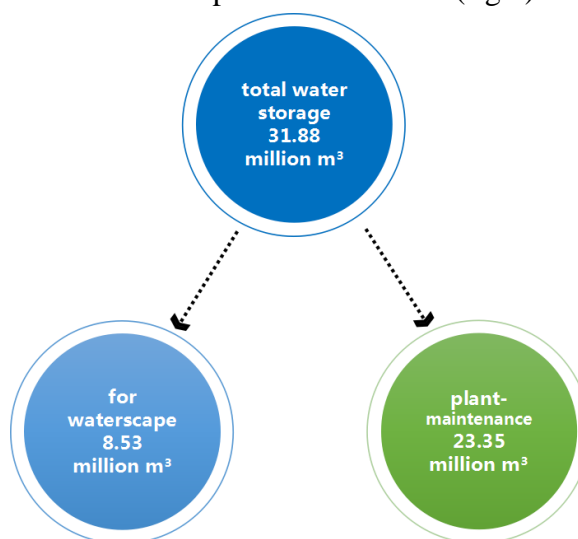 total water
storage
31.88
million m³
for
waterscape
8.53
million m³
plant-
maintenance
23.35
million m³